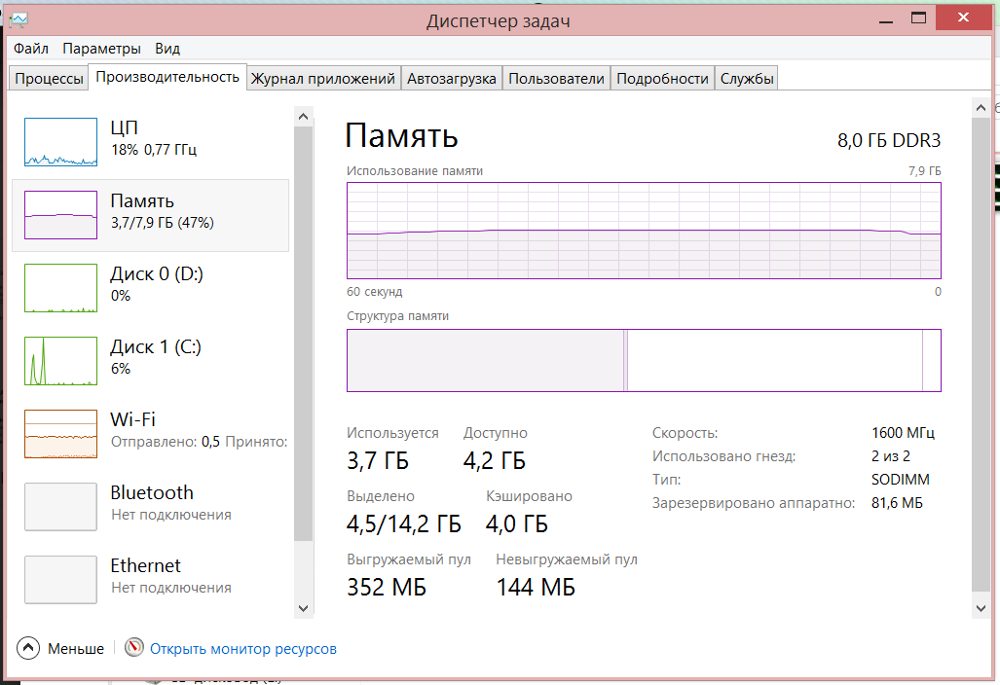 Диспетчер задач
Файл Параметры Вид
Процессы Производительность Журнал приложений Автозагрузка Пользователи Подробности Службы
ЦП
18% 0,77 ГГц
Память
3,7/7,9 ГБ (47%)
Диск 0 (D:)
0%
Диск 1 (C:)
6%
Wi-Fi
Отправлено: 0,5 Принято:
Bluetooth
Нет подключения
Ethernet
Нет подключения
Память 8,0 ГБ DDR3
Использование памяти 7,9 ГБ
60 секунд 0
Структура памяти
Используется Доступно
3,7 ГБ 4,2 ГБ
Выделено Кэшировано
4,5/14,2 ГБ 4,0 ГБ
Выгружаемый пул Невыгружаемый пул
352 МБ 144 МБ
Скорость: 1600 МГц
Использовано гнезд: 2 из 2
Тип: SODIMM
Зарезервировано аппаратно: 81,6 МБ
Меньше Открыть монитор ресурсов